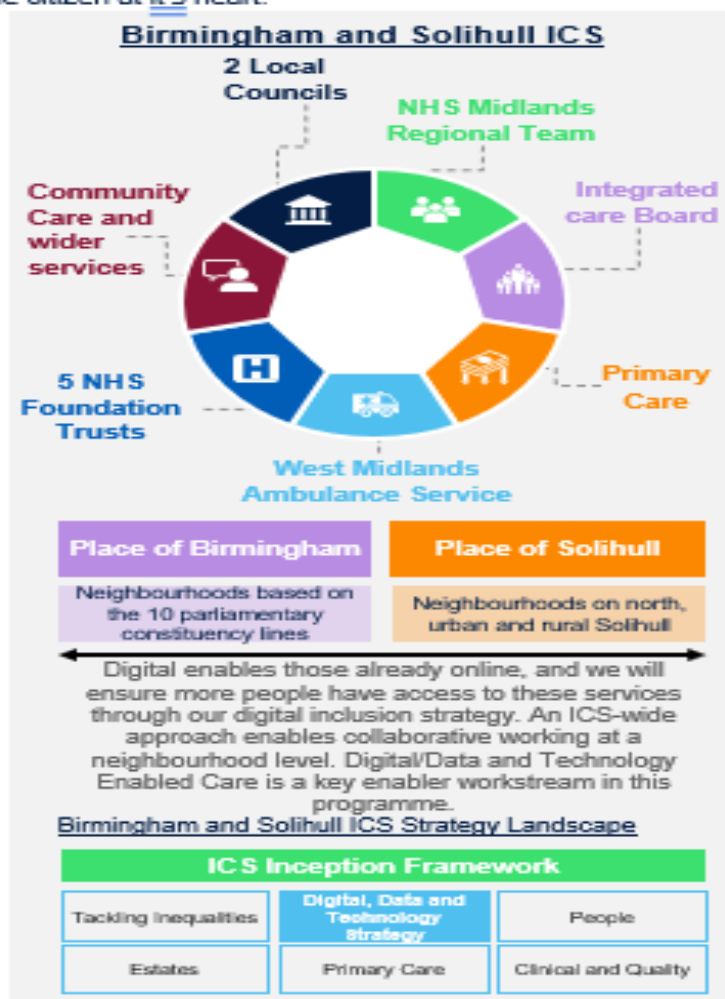 Birmingham and Solihull ICS
2 Local
Councils
NHS Midlands
Regional Team
Community
Care and
wider
services
Integrated
care Board
5 NHS
Foundation
Trusts
Primary
Care
West Midlands
Ambulance Service
Place of Birmingham
Place of Solihull
Neighbourhoods based on
the 10 parliamentary
constituency lines
Neighbourhoods on north,
urban and rural Solihull
Digital enables those already online, and we will
ensure more people have access to these services
through our digital inclusion strategy. An ICS-wide
approach enables collaborative working at a
neighbourhood level. Digital/Data and Technology
Enabled Care is a key enabler workstream in this
programme.
Birmingham and Solihull ICS Strategy Landscape
ICS Inception Framework
Tackling Inequalities
Digital, Data and
Technology
Strategy
People
Estates
Primary Care
Clinical and Quality